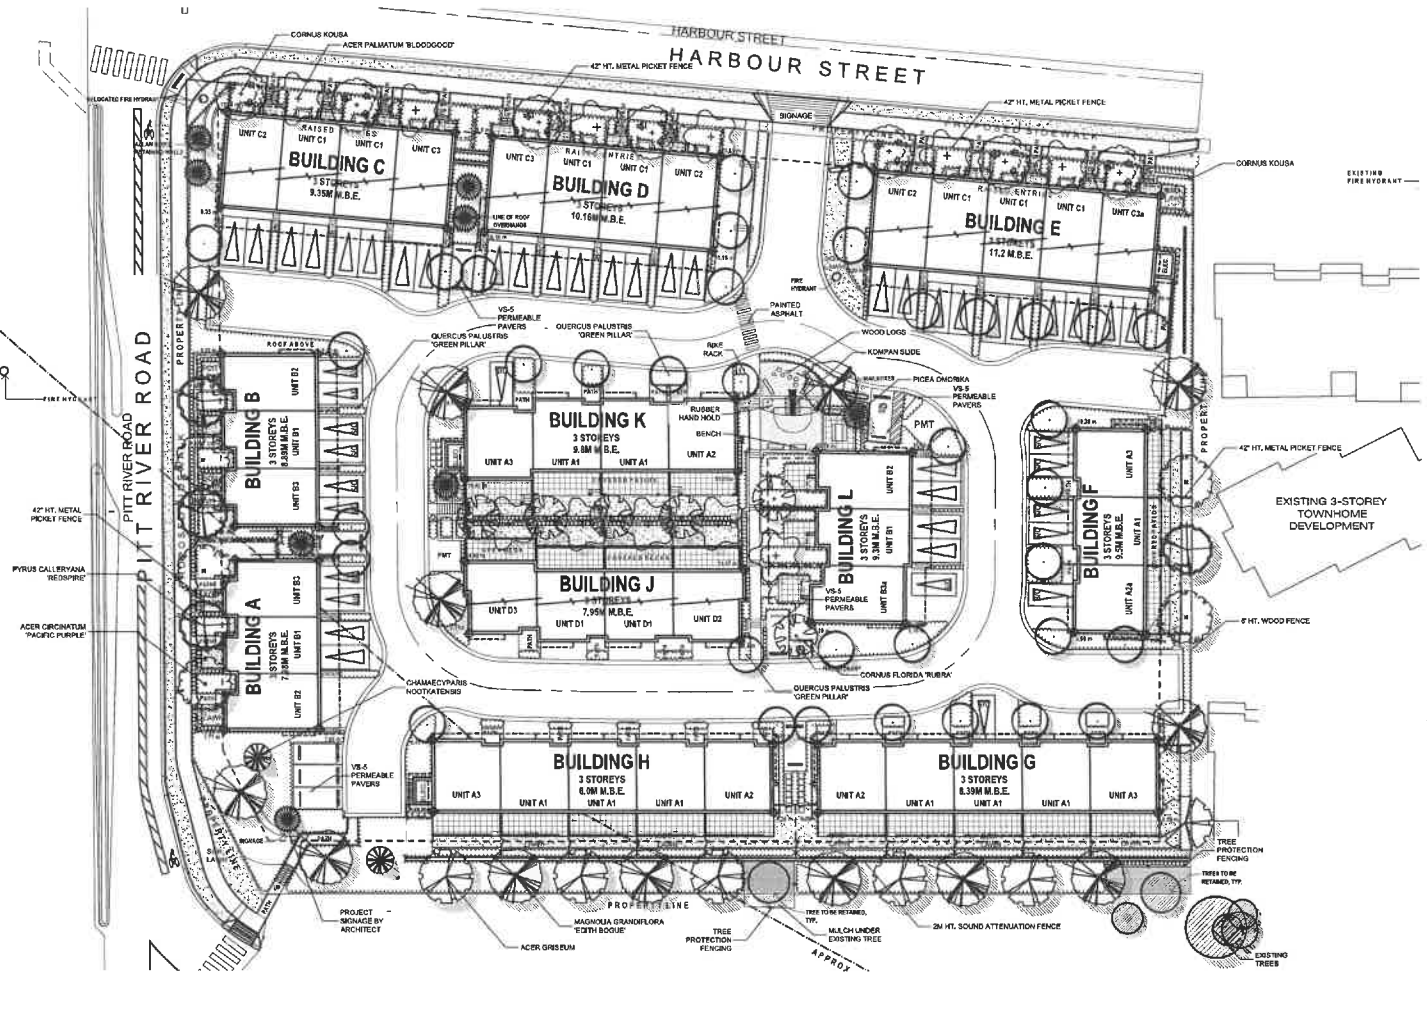 HARBOUR STREET
HARBOUR STREET
CORNUS KOUSA
ACER PALMATUM 'BLOODGOOD'
42" HT. METAL PICKET FENCE
42" HT. METAL PICKET FENCE
SIGNAGE
CORNUS KOUSA
EXISTING
FIRE HYDRANT
UNIT C2
UNIT C1
UNIT C1
UNIT C3
BUILDING C
3 STOREYS
9.35M M.B.E.
UNIT C3
UNIT C1
UNIT C1
UNIT C2
BUILDING D
3 STOREYS
10.16M M.B.E.
LINE OF ROOF
OVERHANGS
UNIT C2
UNIT C1
UNIT C1
UNIT C1
UNIT C3a
BUILDING E
3 STOREYS
11.2 M.B.E.
ELEC
FIRE
HYDRANT
VS-5
PERMEABLE
PAVERS
QUERCUS PALUSTRIS
'GREEN PILLAR'
QUERCUS PALUSTRIS
'GREEN PILLAR'
PAINTED
ASPHALT
BIKE
RACK
WOOD LOGS
KOMPAN SLIDE
PICEA OMORIKA
VS-5
PERMEABLE
PAVERS
PMT
RUBBER
HAND HOLD
BENCH
PITT RIVER ROAD
PITT RIVER ROAD
FIRE HYDRANT
ROOF ABOVE
BUILDING B
3 STOREYS
8.89M M.B.E.
UNIT B2
UNIT B1
UNIT B3
BUILDING K
3 STOREYS
9.8M M.B.E.
UNIT A3
UNIT A1
UNIT A1
UNIT A2
PATH
PATH
BUILDING L
3 STOREYS
9.3M M.B.E.
UNIT B2
UNIT B1
UNIT B3a
BUILDING F
3 STOREYS
9.5M M.B.E.
UNIT A3
UNIT A1
UNIT A2a
42" HT. METAL PICKET FENCE
EXISTING 3-STOREY
TOWNHOME
DEVELOPMENT
6' HT. WOOD FENCE
42" HT. METAL
PICKET FENCE
PYRUS CALLERYANA
'REDSPIRE'
ACER CIRCINATUM
'PACIFIC PURPLE'
PMT
BUILDING J
3 STOREYS
7.95M M.B.E.
UNIT D3
UNIT D1
UNIT D1
UNIT D2
PATH
VS-5
PERMEABLE
PAVERS
BUILDING A
3 STOREYS
UNIT B3
UNIT B1
UNIT B2
CHAMAECYPARIS
NOOTKATENSIS
QUERCUS PALUSTRIS
'GREEN PILLAR'
CORNUS FLORIDA 'RUBRA'
VS-5
PERMEABLE
PAVERS
BUILDING H
3 STOREYS
8.0M M.B.E.
UNIT A3
UNIT A1
UNIT A1
UNIT A1
UNIT A2
BUILDING G
3 STOREYS
8.39M M.B.E.
UNIT A2
UNIT A1
UNIT A1
UNIT A1
UNIT A3
SIGNAGE
PATH
PATH
PROPERTY LINE
TREE
PROTECTION
FENCING
TREES TO BE
RETAINED, TYP.
PROJECT
SIGNAGE BY
ARCHITECT
ACER GRISEUM
MAGNOLIA GRANDIFLORA
'EDITH BOGUE'
TREE
PROTECTION
FENCING
TREE TO BE RETAINED,
TYP.
MULCH UNDER
EXISTING TREE
2M HT. SOUND ATTENUATION FENCE
APPROX
EXISTING
TREES